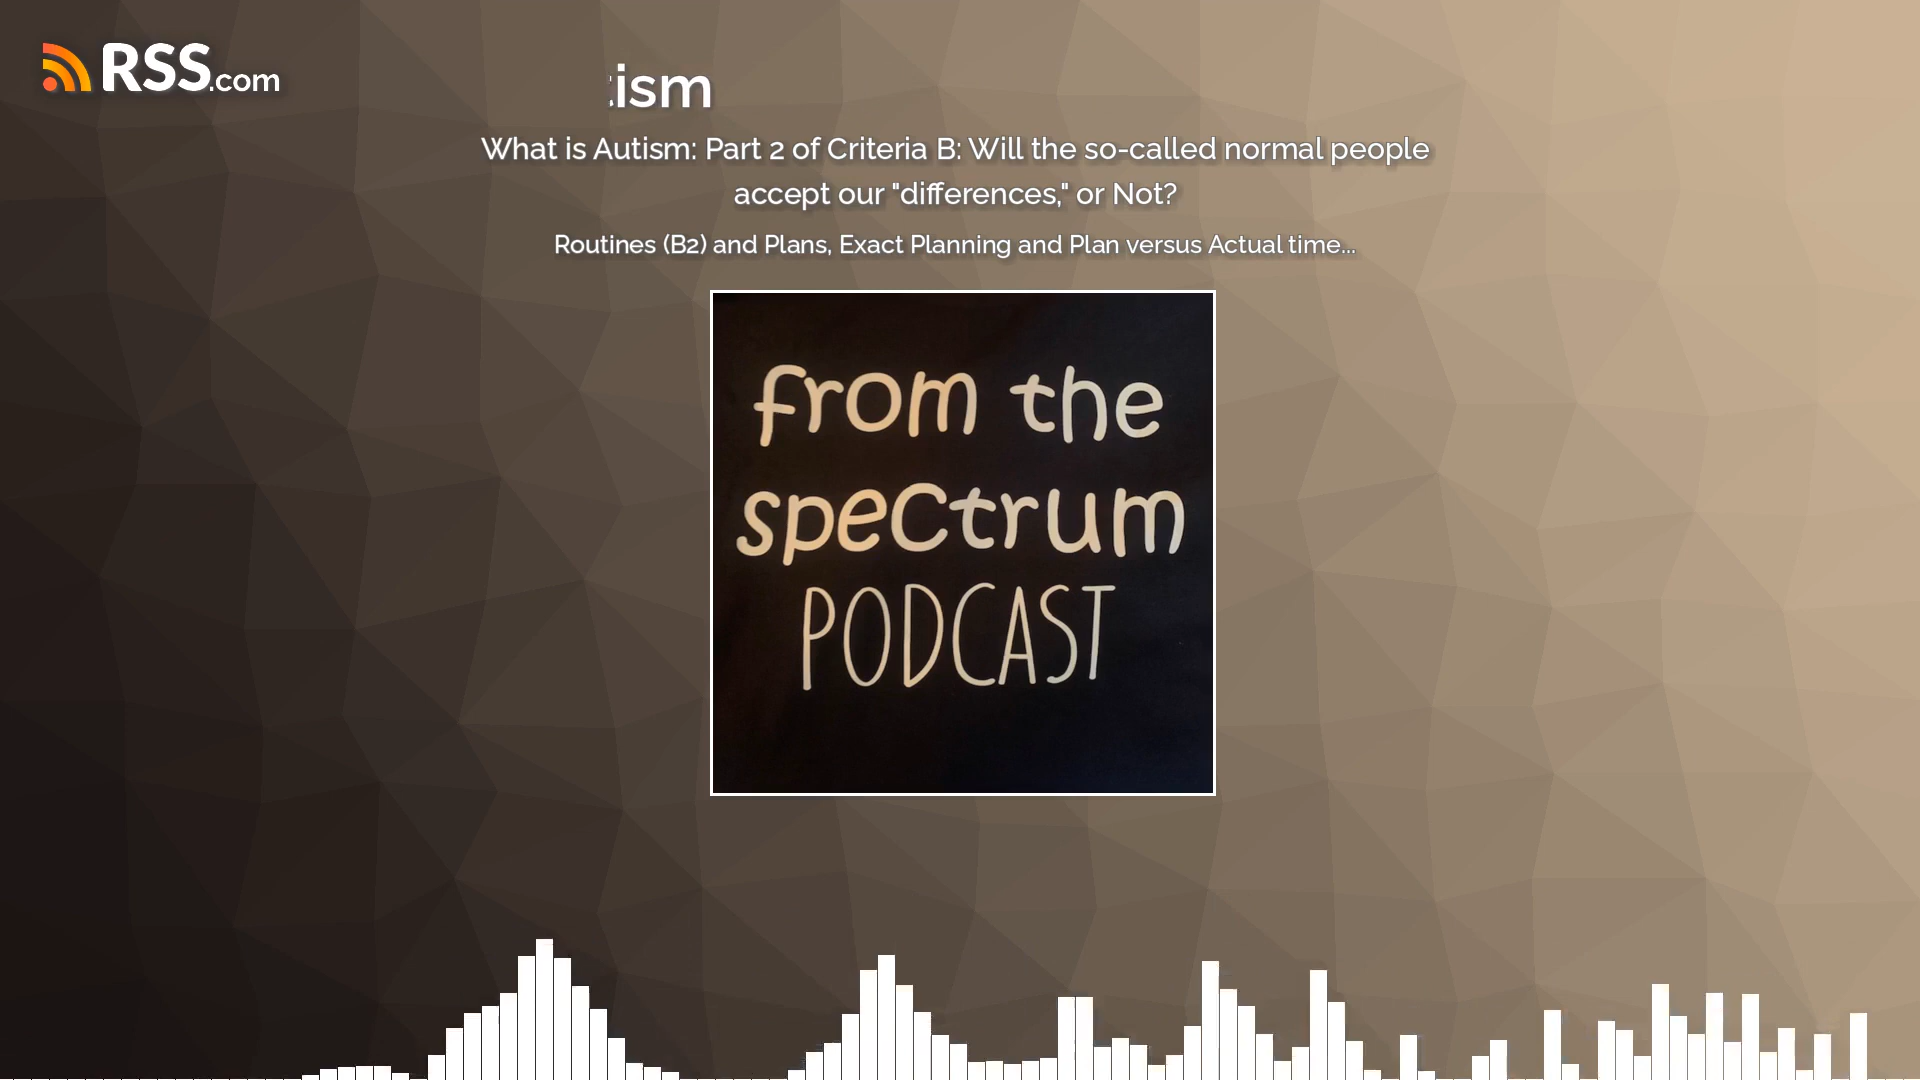 RSS.com
tism
What is Autism: Part 2 of Criteria B: Will the so-called normal people
accept our "differences," or Not?
Routines (B2) and Plans, Exact Planning and Plan versus Actual time...
from the
spectrum
PODCAST